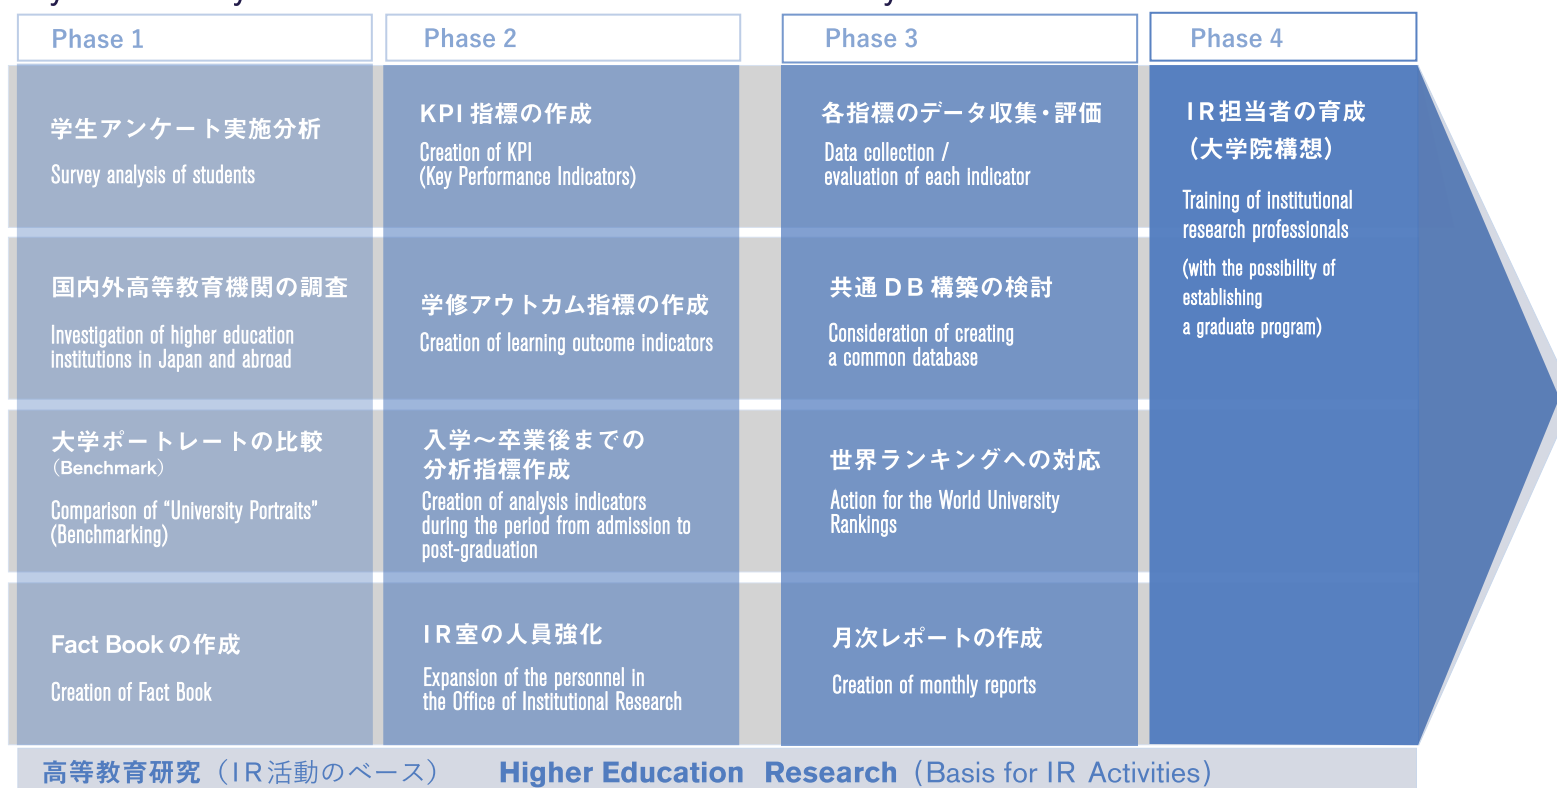 Phase 1
学生アンケート実施分析
Survey analysis of students
国内外高等教育機関の調査
Investigation of higher education
institutions in Japan and abroad
大学ポートレートの比較
（Benchmark）
Comparison of "University Portraits"
(Benchmarking)
Fact Bookの作成
Creation of Fact Book
Phase 2
KPI 指標の作成
Creation of KPI
(Key Performance Indicators)
学修アウトカム指標の作成
Creation of learning outcome indicators
入学～卒業後までの
分析指標作成
Creation of analysis indicators
during the period from admission to
post-graduation
IR室の人員強化
Expansion of the personnel in
the Office of Institutional Research
Phase 3
各指標のデータ収集・評価
Data collection /
evaluation of each indicator
共通 DB 構築の検討
Consideration of creating
a common database
世界ランキングへの対応
Action for the World University
Rankings
月次レポートの作成
Creation of monthly reports
Phase 4
IR担当者の育成
（大学院構想）
Training of institutional
research professionals
(with the possibility of
establishing
a graduate program)
高等教育研究（IR活動のベース） Higher Education Research（Basis for IR Activities）